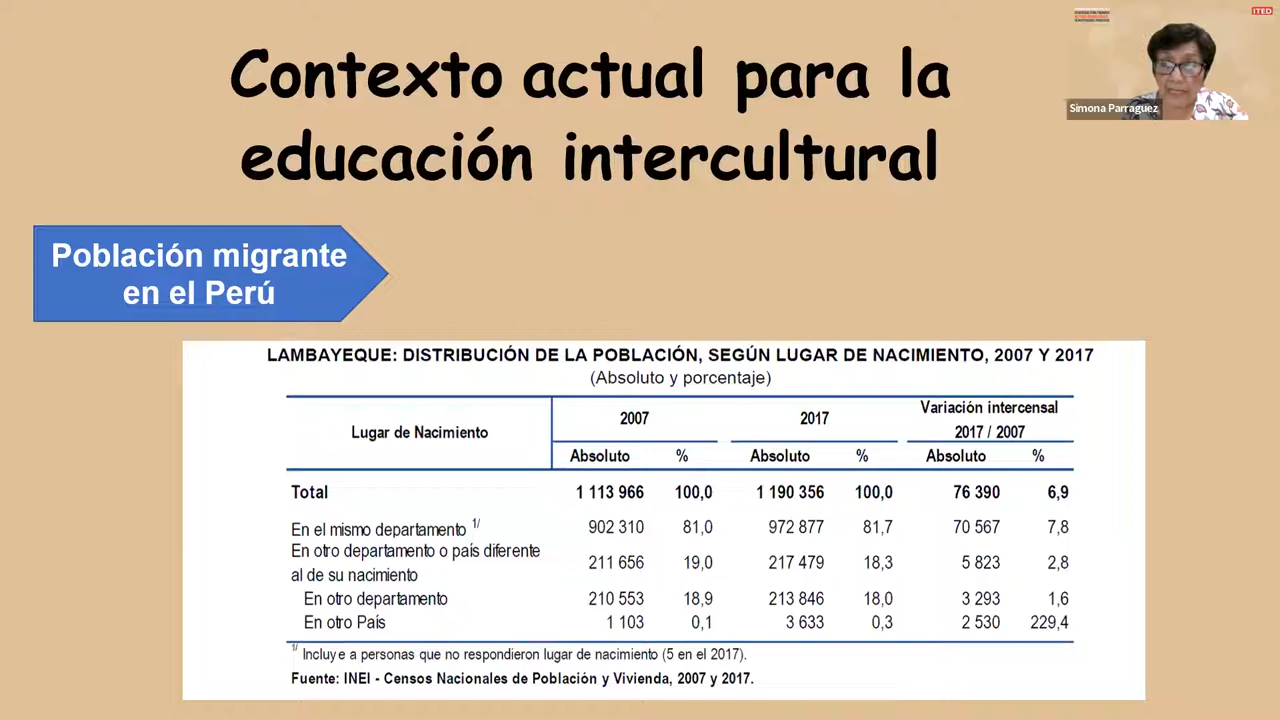 Contexto actual para la
educación intercultural
ITED
Simona Parraguez
Población migrante
en el Perú
LAMBAYEQUE: DISTRIBUCIÓN DE LA POBLACIÓN, SEGÚN LUGAR DE NACIMIENTO, 2007 Y 2017
(Absoluto y porcentaje)
Lugar de Nacimiento 2007 2017 Variación intercensal
2017 / 2007
Absoluto % Absoluto % Absoluto %
Total 1 113 966 100,0 1 190 356 100,0 76 390 6,9
En el mismo departamento 1/ 902 310 81,0 972 877 81,7 70 567 7,8
En otro departamento o país diferente
al de su nacimiento 211 656 19,0 217 479 18,3 5 823 2,8
En otro departamento 210 553 18,9 213 846 18,0 3 293 1,6
En otro País 1 103 0,1 3 633 0,3 2 530 229,4
1/ Incluye a personas que no respondieron lugar de nacimiento (5 en el 2017).
Fuente: INEI - Censos Nacionales de Población y Vivienda, 2007 y 2017.